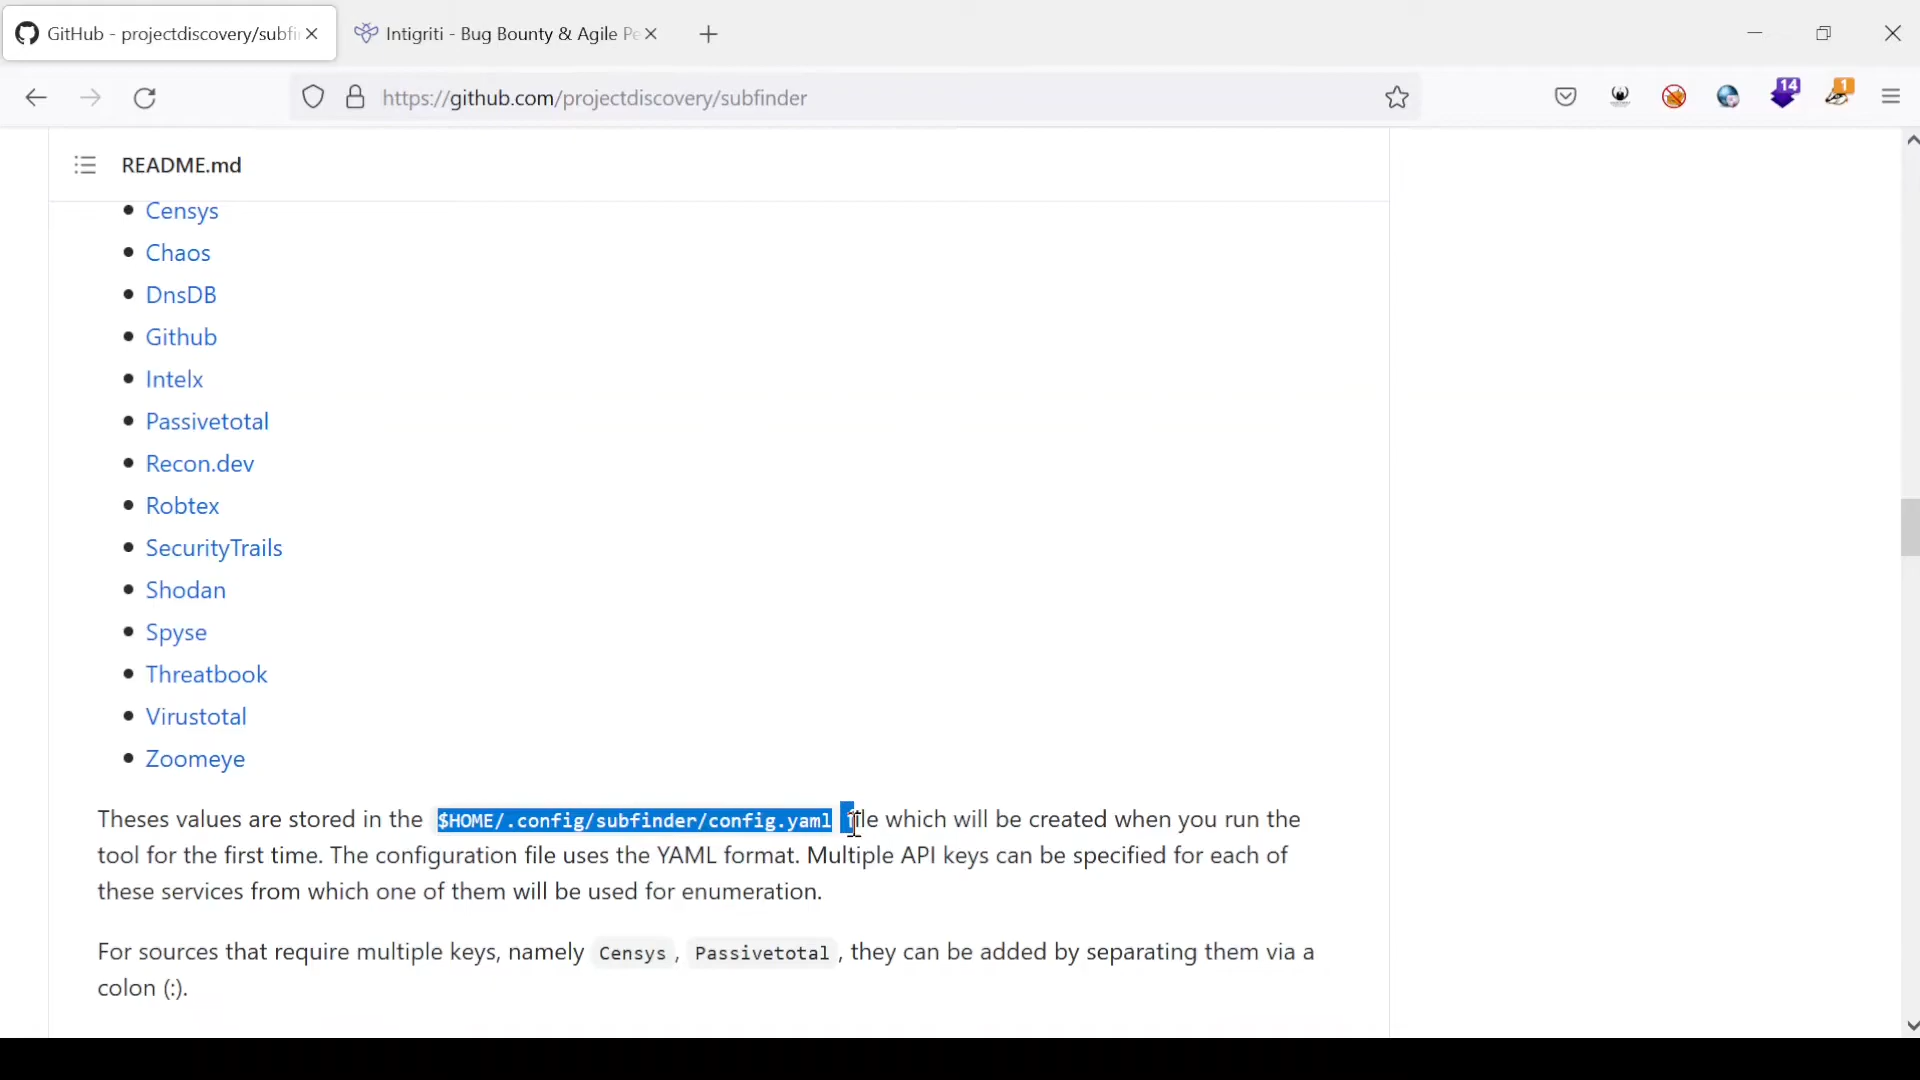 GitHub - projectdiscovery/subfi
Intigriti - Bug Bounty & Agile Pe
https://github.com/projectdiscovery/subfinder
14
1
README.md
Censys
Chaos
DnsDB
Github
Intelx
Passivetotal
Recon.dev
Robtex
SecurityTrails
Shodan
Spyse
Threatbook
Virustotal
Zoomeye
Theses values are stored in the $HOME/.config/subfinder/config.yaml file which will be created when you run the
tool for the first time. The configuration file uses the YAML format. Multiple API keys can be specified for each of
these services from which one of them will be used for enumeration.
For sources that require multiple keys, namely Censys , Passivetotal , they can be added by separating them via a
colon (:).